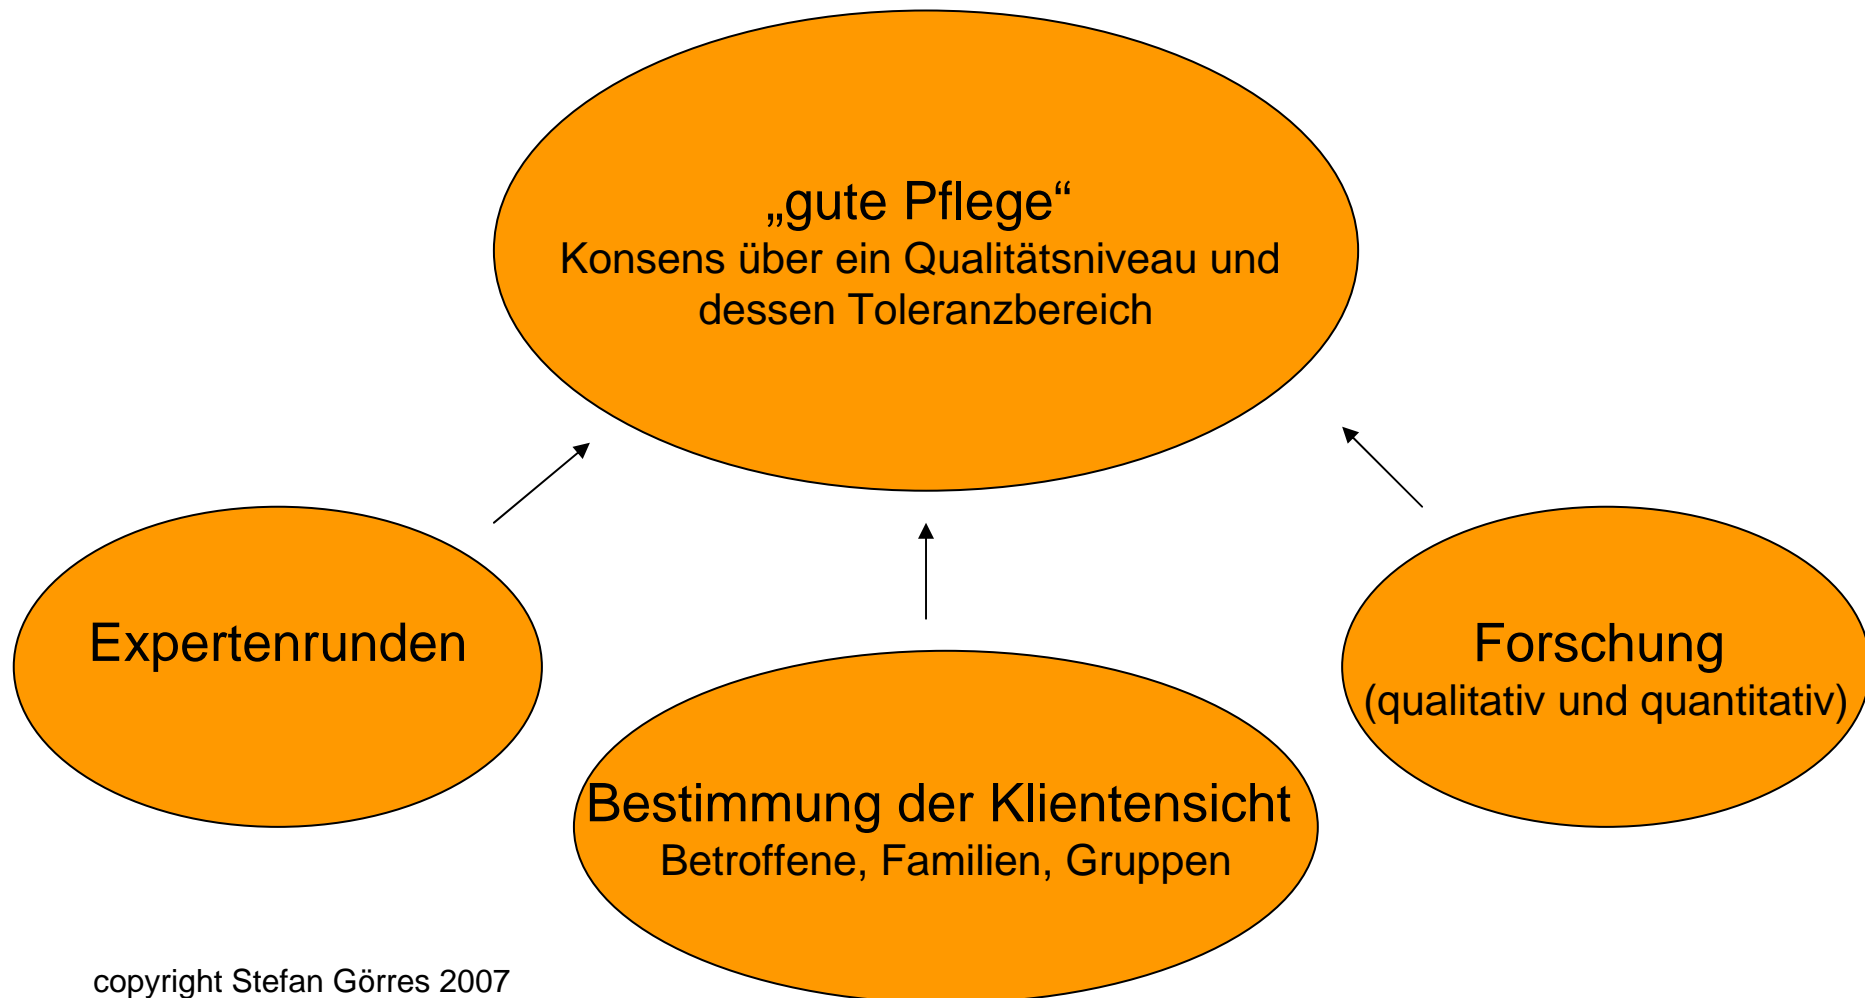 „gute Pflege“
Konsens über ein Qualitätsniveau und
dessen Toleranzbereich
Expertenrunden
Bestimmung der Klientensicht
Betroffene, Familien, Gruppen
Forschung
(qualitativ und quantitativ)
copyright Stefan Görres 2007